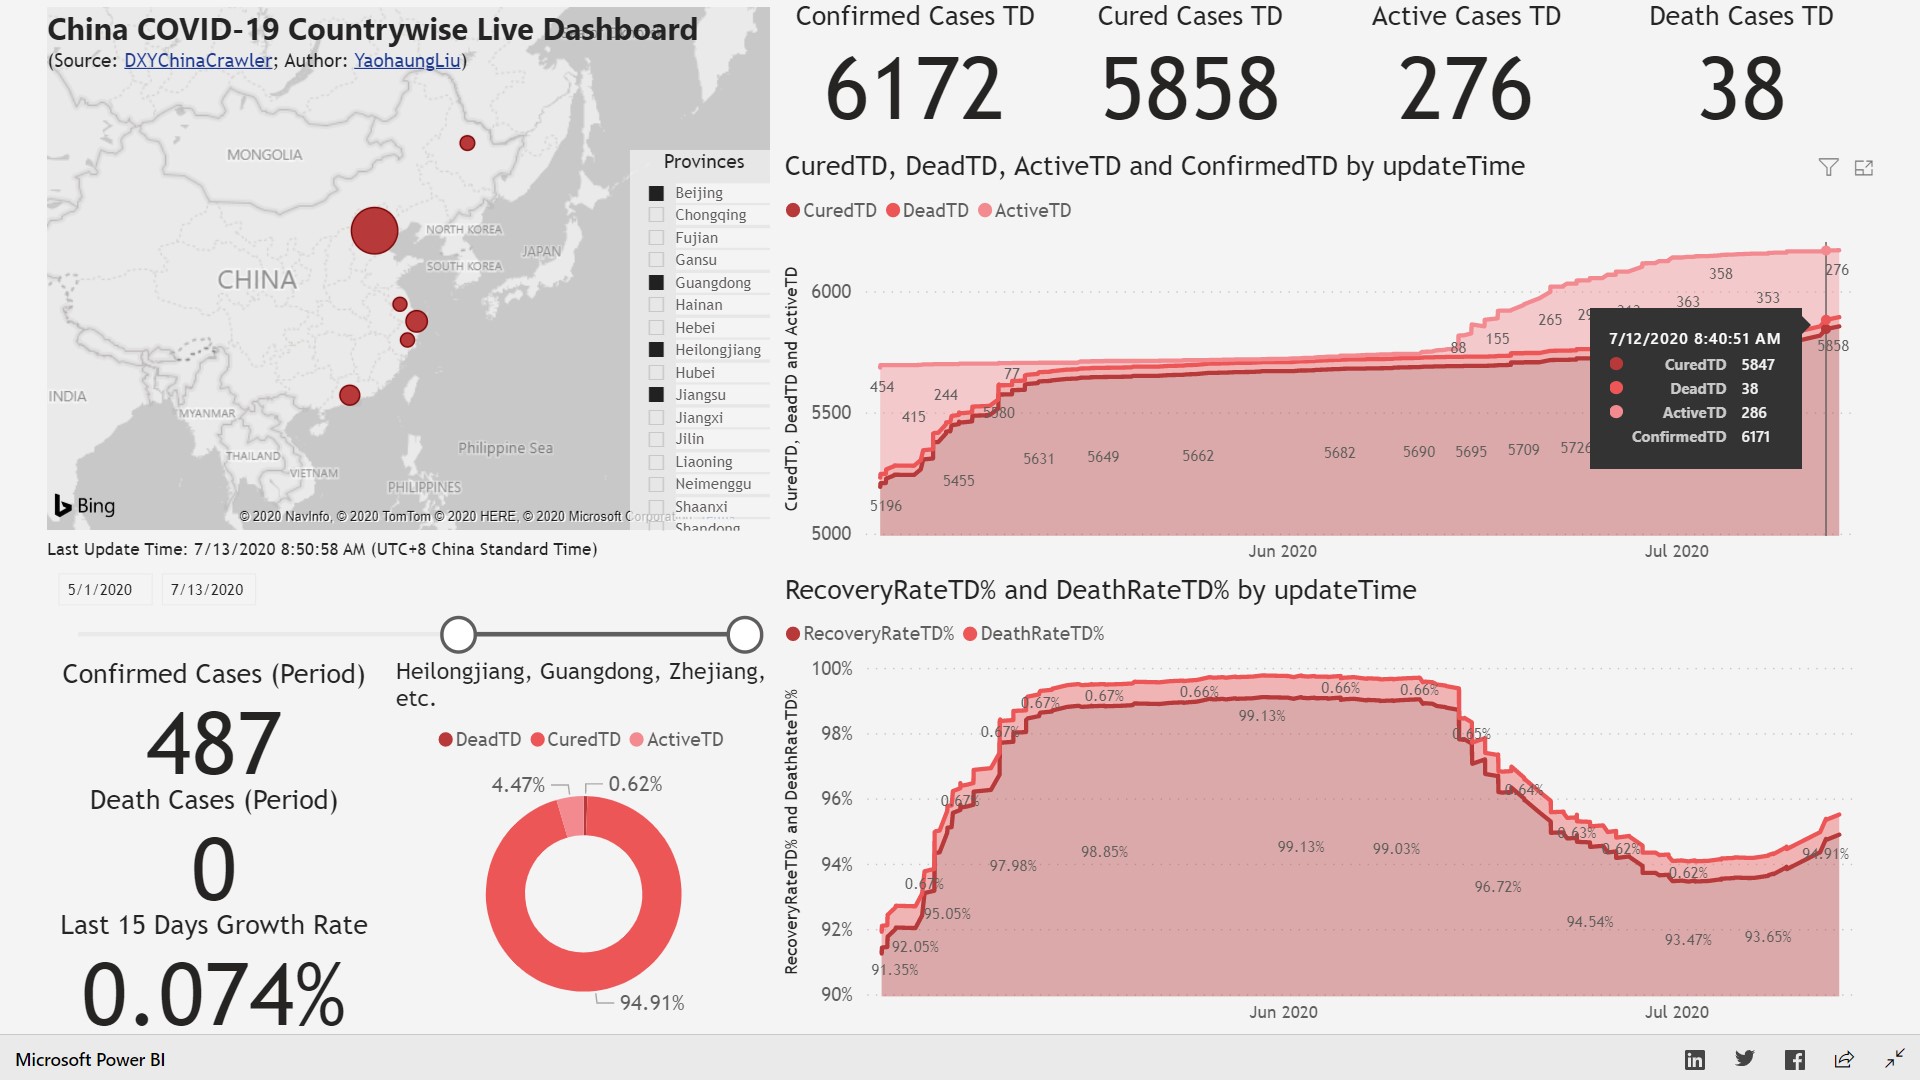 China COVID-19 Countrywise Live Dashboard
(Source: DXYChinaCrawler; Author: YaohaungLiu)
MONGOLIA
NORTH KOREA
JAPAN
SOUTH KOREA
CHINA
INDIA
MYANMAR
Philippine Sea
THAILAND
VIETNAM
PHILIPPINES
Bing
© 2020 NavInfo, © 2020 TomTom © 2020 HERE, © 2020 Microsoft Corporat
Provinces
Beijing
Chongqing
Fujian
Gansu
Guangdong
Hainan
Hebei
Heilongjiang
Hubei
Jiangsu
Jiangxi
Jilin
Liaoning
Neimenggu
Shaanxi
Shandong
Last Update Time: 7/13/2020 8:50:58 AM (UTC+8 China Standard Time)
5/1/2020 7/13/2020
Confirmed Cases (Period)
487
Death Cases (Period)
0
Last 15 Days Growth Rate
0.074%
Heilongjiang, Guangdong, Zhejiang,
etc.
DeadTD CuredTD ActiveTD
4.47% 0.62%
94.91%
Confirmed Cases TD Cured Cases TD Active Cases TD Death Cases TD
6172 5858 276 38
CuredTD, DeadTD, ActiveTD and ConfirmedTD by updateTime
CuredTD DeadTD ActiveTD
CuredTD, DeadTD and ActiveTD
6000
5500
5000
454 415 244 77 88 155 265 363 358 353 276
5196 5455 5580 5631 5649 5662 5682 5690 5695 5709 5726 5858
7/12/2020 8:40:51 AM
CuredTD 5847
DeadTD 38
ActiveTD 286
ConfirmedTD 6171
Jun 2020 Jul 2020
RecoveryRateTD% and DeathRateTD% by updateTime
RecoveryRateTD% DeathRateTD%
RecoveryRateTD% and DeathRateTD%
100%
98%
96%
94%
92%
90%
0.67% 0.67% 0.67% 0.67% 0.67% 0.66% 0.66% 0.66% 0.65% 0.64% 0.63% 0.62% 0.62%
91.35% 92.05% 95.05% 97.98% 98.85% 99.13% 99.13% 99.03% 96.72% 94.54% 93.47% 93.65% 94.91%
Jun 2020 Jul 2020
Microsoft Power BI